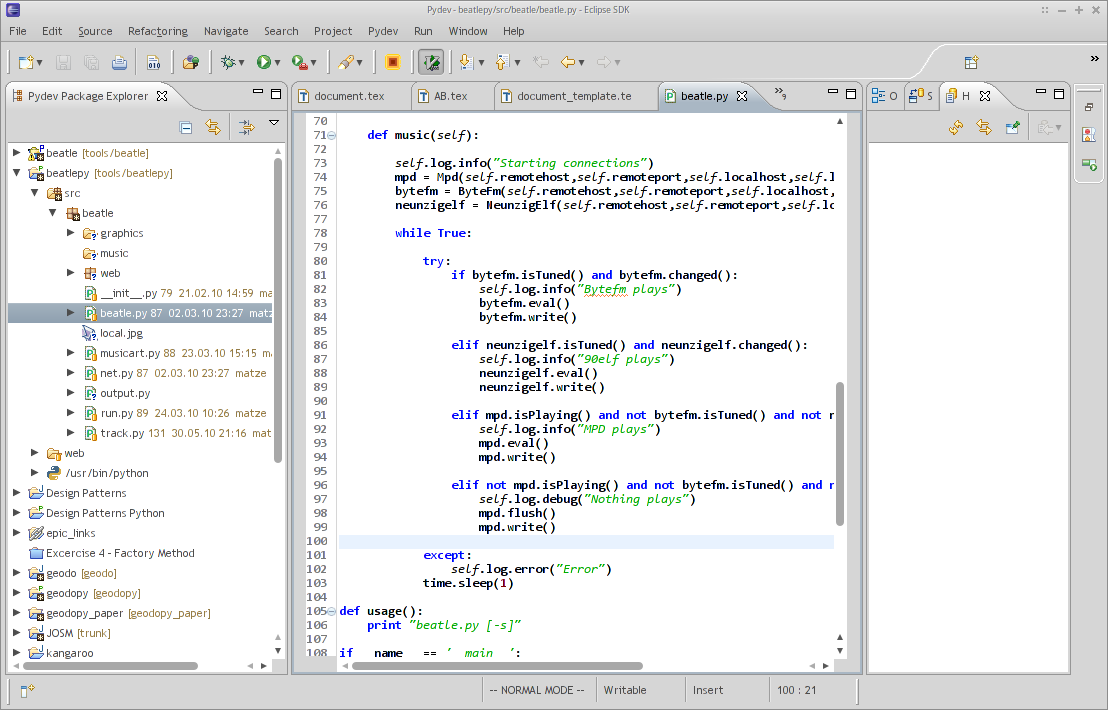 Pydev - beatlepy/src/beatle/beatle.py - Eclipse SDK
File Edit Source Refactoring Navigate Search Project Pydev Run Window Help
Pydev Package Explorer
document.tex AB.tex document_template.te beatle.py »9
O S H
beatle [tools/beatle]
beatlepy [tools/beatlepy]
src
beatle
graphics
music
web
__init__.py 79 21.02.10 14:59 ma
beatle.py 87 02.03.10 23:27 matz
local.jpg
musicart.py 88 23.03.10 15:15 m
net.py 87 02.03.10 23:27 matze
output.py
run.py 89 24.03.10 10:26 matze
track.py 131 30.05.10 21:16 mat
web
/usr/bin/python
Design Patterns
Design Patterns Python
epic_links
Excercise 4 - Factory Method
geodo [geodo]
geodopy [geodopy]
geodopy_paper [geodopy_paper]
JOSM [trunk]
kangaroo
70
71 def music(self):
72
73 self.log.info("Starting connections")
74 mpd = Mpd(self.remotehost,self.remoteport,self.localhost,self.l
75 bytefm = ByteFm(self.remotehost,self.remoteport,self.localhost,
76 neunzigelf = NeunzigElf(self.remotehost,self.remoteport,self.lo
77
78 while True:
79
80 try:
81 if bytefm.isTuned() and bytefm.changed():
82 self.log.info("Bytefm plays")
83 bytefm.eval()
84 bytefm.write()
85
86 elif neunzigelf.isTuned() and neunzigelf.changed():
87 self.log.info("90elf plays")
88 neunzigelf.eval()
89 neunzigelf.write()
90
91 elif mpd.isPlaying() and not bytefm.isTuned() and not n
92 self.log.info("MPD plays")
93 mpd.eval()
94 mpd.write()
95
96 elif not mpd.isPlaying() and not bytefm.isTuned() and n
97 self.log.debug("Nothing plays")
98 mpd.flush()
99 mpd.write()
100
101 except:
102 self.log.error("Error")
103 time.sleep(1)
104
105 def usage():
106 print "beatle.py [-s]"
107
108 if __name__ == '__main__':
-- NORMAL MODE -- Writable Insert 100 : 21